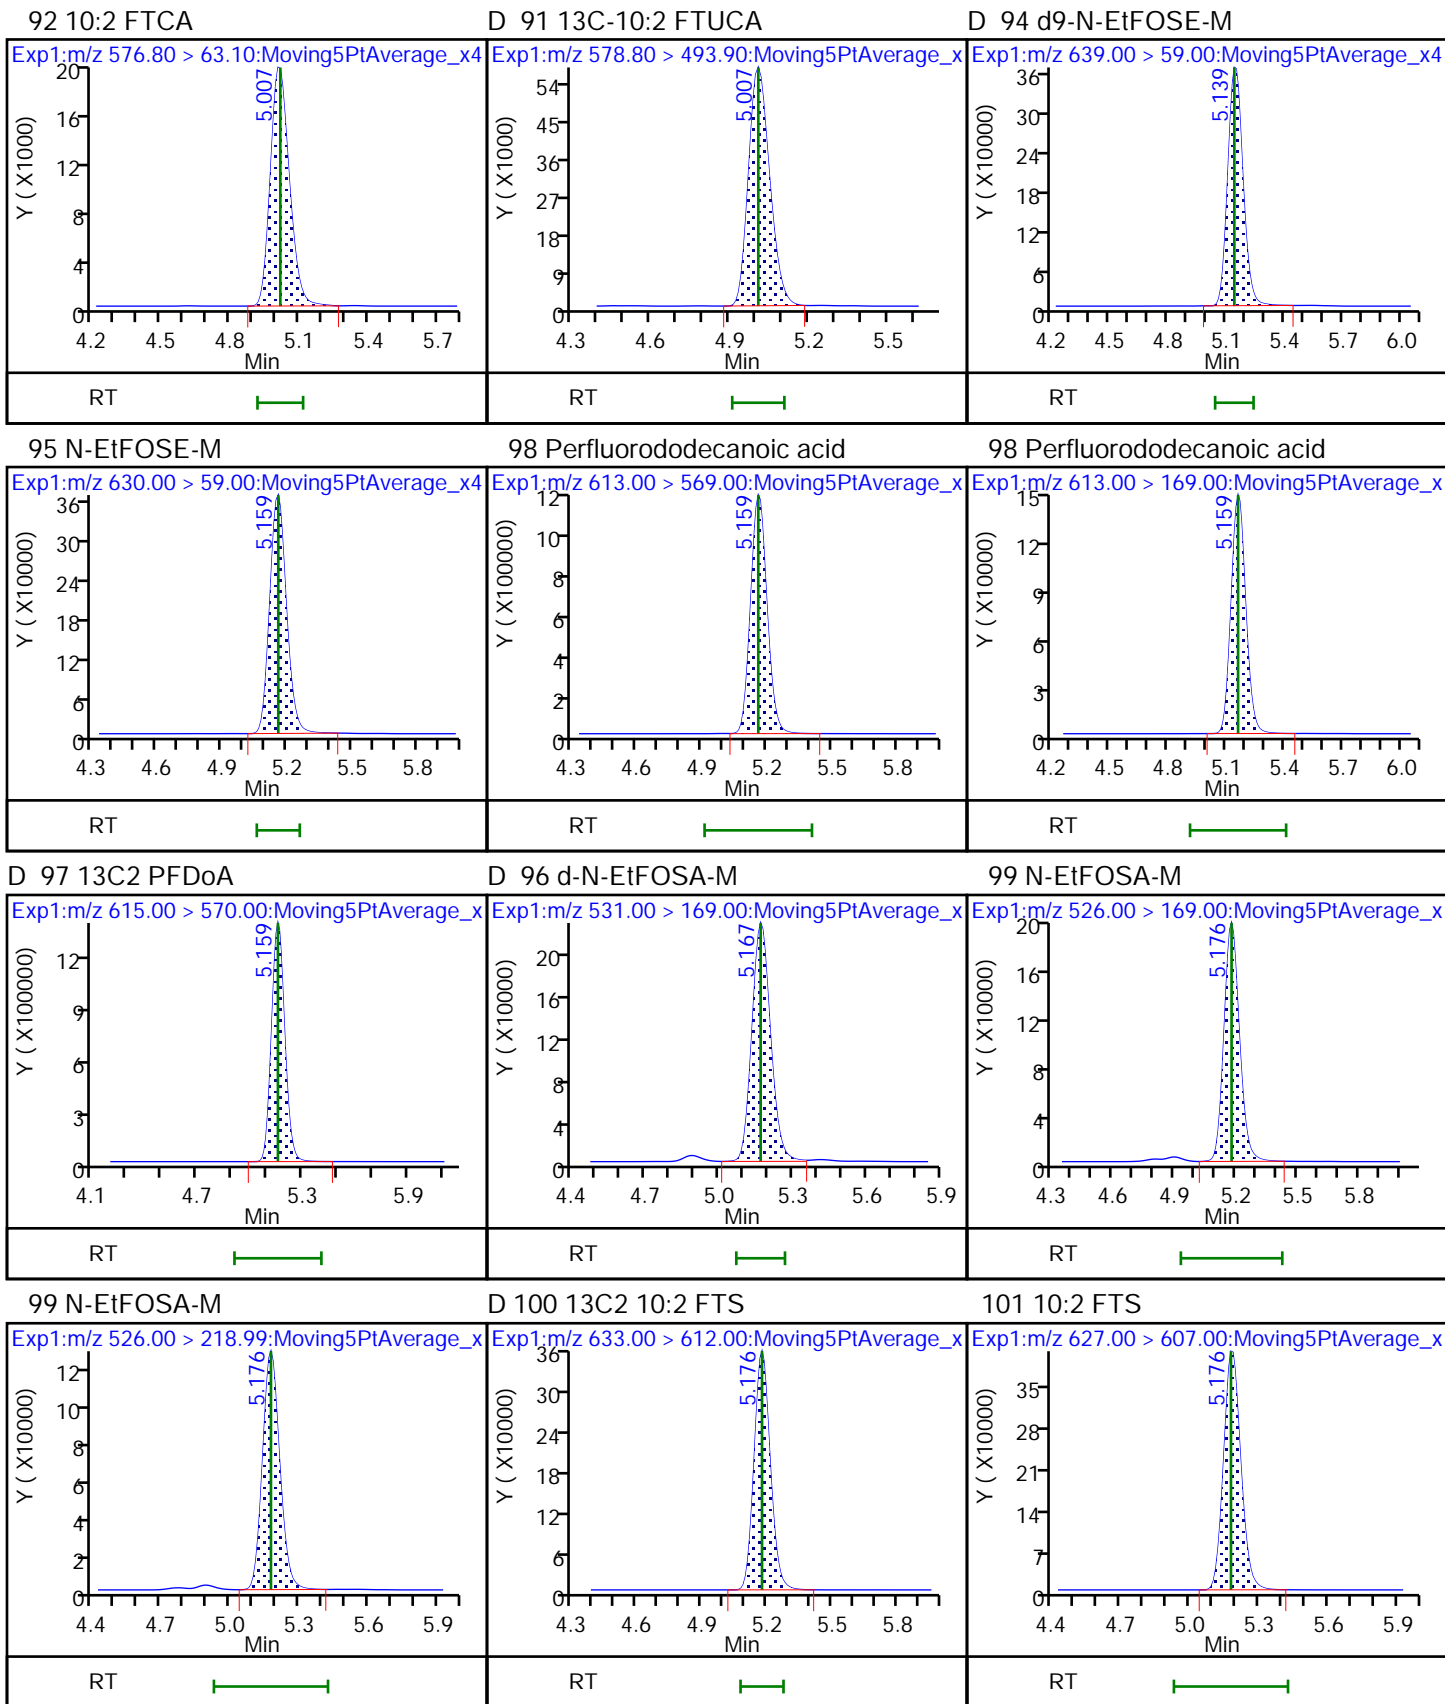 92 10:2 FTCA
Exp1:m/z 576.80 > 63.10:Moving5PtAverage_x4
5.007
Y ( X10000)
20
16
12
8
4
0
4.2 4.5 4.8 5.1 5.4 5.7
Min
RT
D 91 13C-10:2 FTUCA
Exp1:m/z 578.80 > 493.90:Moving5PtAverage_x
5.007
Y ( X1000)
54
45
36
27
18
9
0
4.3 4.6 4.9 5.2 5.5
Min
RT
D 94 d9-N-EtFOSE-M
Exp1:m/z 639.00 > 59.00:Moving5PtAverage_x4
5.139
Y ( X10000)
36
30
24
18
12
6
0
4.2 4.5 4.8 5.1 5.4 5.7 6.0
Min
RT
95 N-EtFOSE-M
Exp1:m/z 630.00 > 59.00:Moving5PtAverage_x4
5.159
Y ( X10000)
36
30
24
18
12
6
0
4.3 4.6 4.9 5.2 5.5 5.8
Min
RT
98 Perfluorododecanoic acid
Exp1:m/z 613.00 > 569.00:Moving5PtAverage_x
5.159
Y ( X100000)
12
10
8
6
4
2
0
4.3 4.6 4.9 5.2 5.5 5.8
Min
RT
98 Perfluorododecanoic acid
Exp1:m/z 613.00 > 169.00:Moving5PtAverage_x
5.159
Y ( X10000)
15
12
9
6
3
0
4.2 4.5 4.8 5.1 5.4 5.7 6.0
Min
RT
D 97 13C2 PFDoA
Exp1:m/z 615.00 > 570.00:Moving5PtAverage_x
5.159
Y ( X100000)
12
9
6
3
0
4.1 4.7 5.3 5.9
Min
RT
D 96 d-N-EtFOSA-M
Exp1:m/z 531.00 > 169.00:Moving5PtAverage_x
5.167
Y ( X10000)
20
16
12
8
4
0
4.4 4.7 5.0 5.3 5.6 5.9
Min
RT
99 N-EtFOSA-M
Exp1:m/z 526.00 > 169.00:Moving5PtAverage_x
5.176
Y ( X10000)
20
16
12
8
4
0
4.3 4.6 4.9 5.2 5.5 5.8
Min
RT
99 N-EtFOSA-M
Exp1:m/z 526.00 > 218.99:Moving5PtAverage_x
5.176
Y ( X10000)
12
10
8
6
4
2
0
4.4 4.7 5.0 5.3 5.6 5.9
Min
RT
D 100 13C2 10:2 FTS
Exp1:m/z 633.00 > 612.00:Moving5PtAverage_x
5.176
Y ( X10000)
36
30
24
18
12
6
0
4.3 4.6 4.9 5.2 5.5 5.8
Min
RT
101 10:2 FTS
Exp1:m/z 627.00 > 607.00:Moving5PtAverage_x
5.176
Y ( X10000)
35
28
21
14
7
0
4.4 4.7 5.0 5.3 5.6 5.9
Min
RT